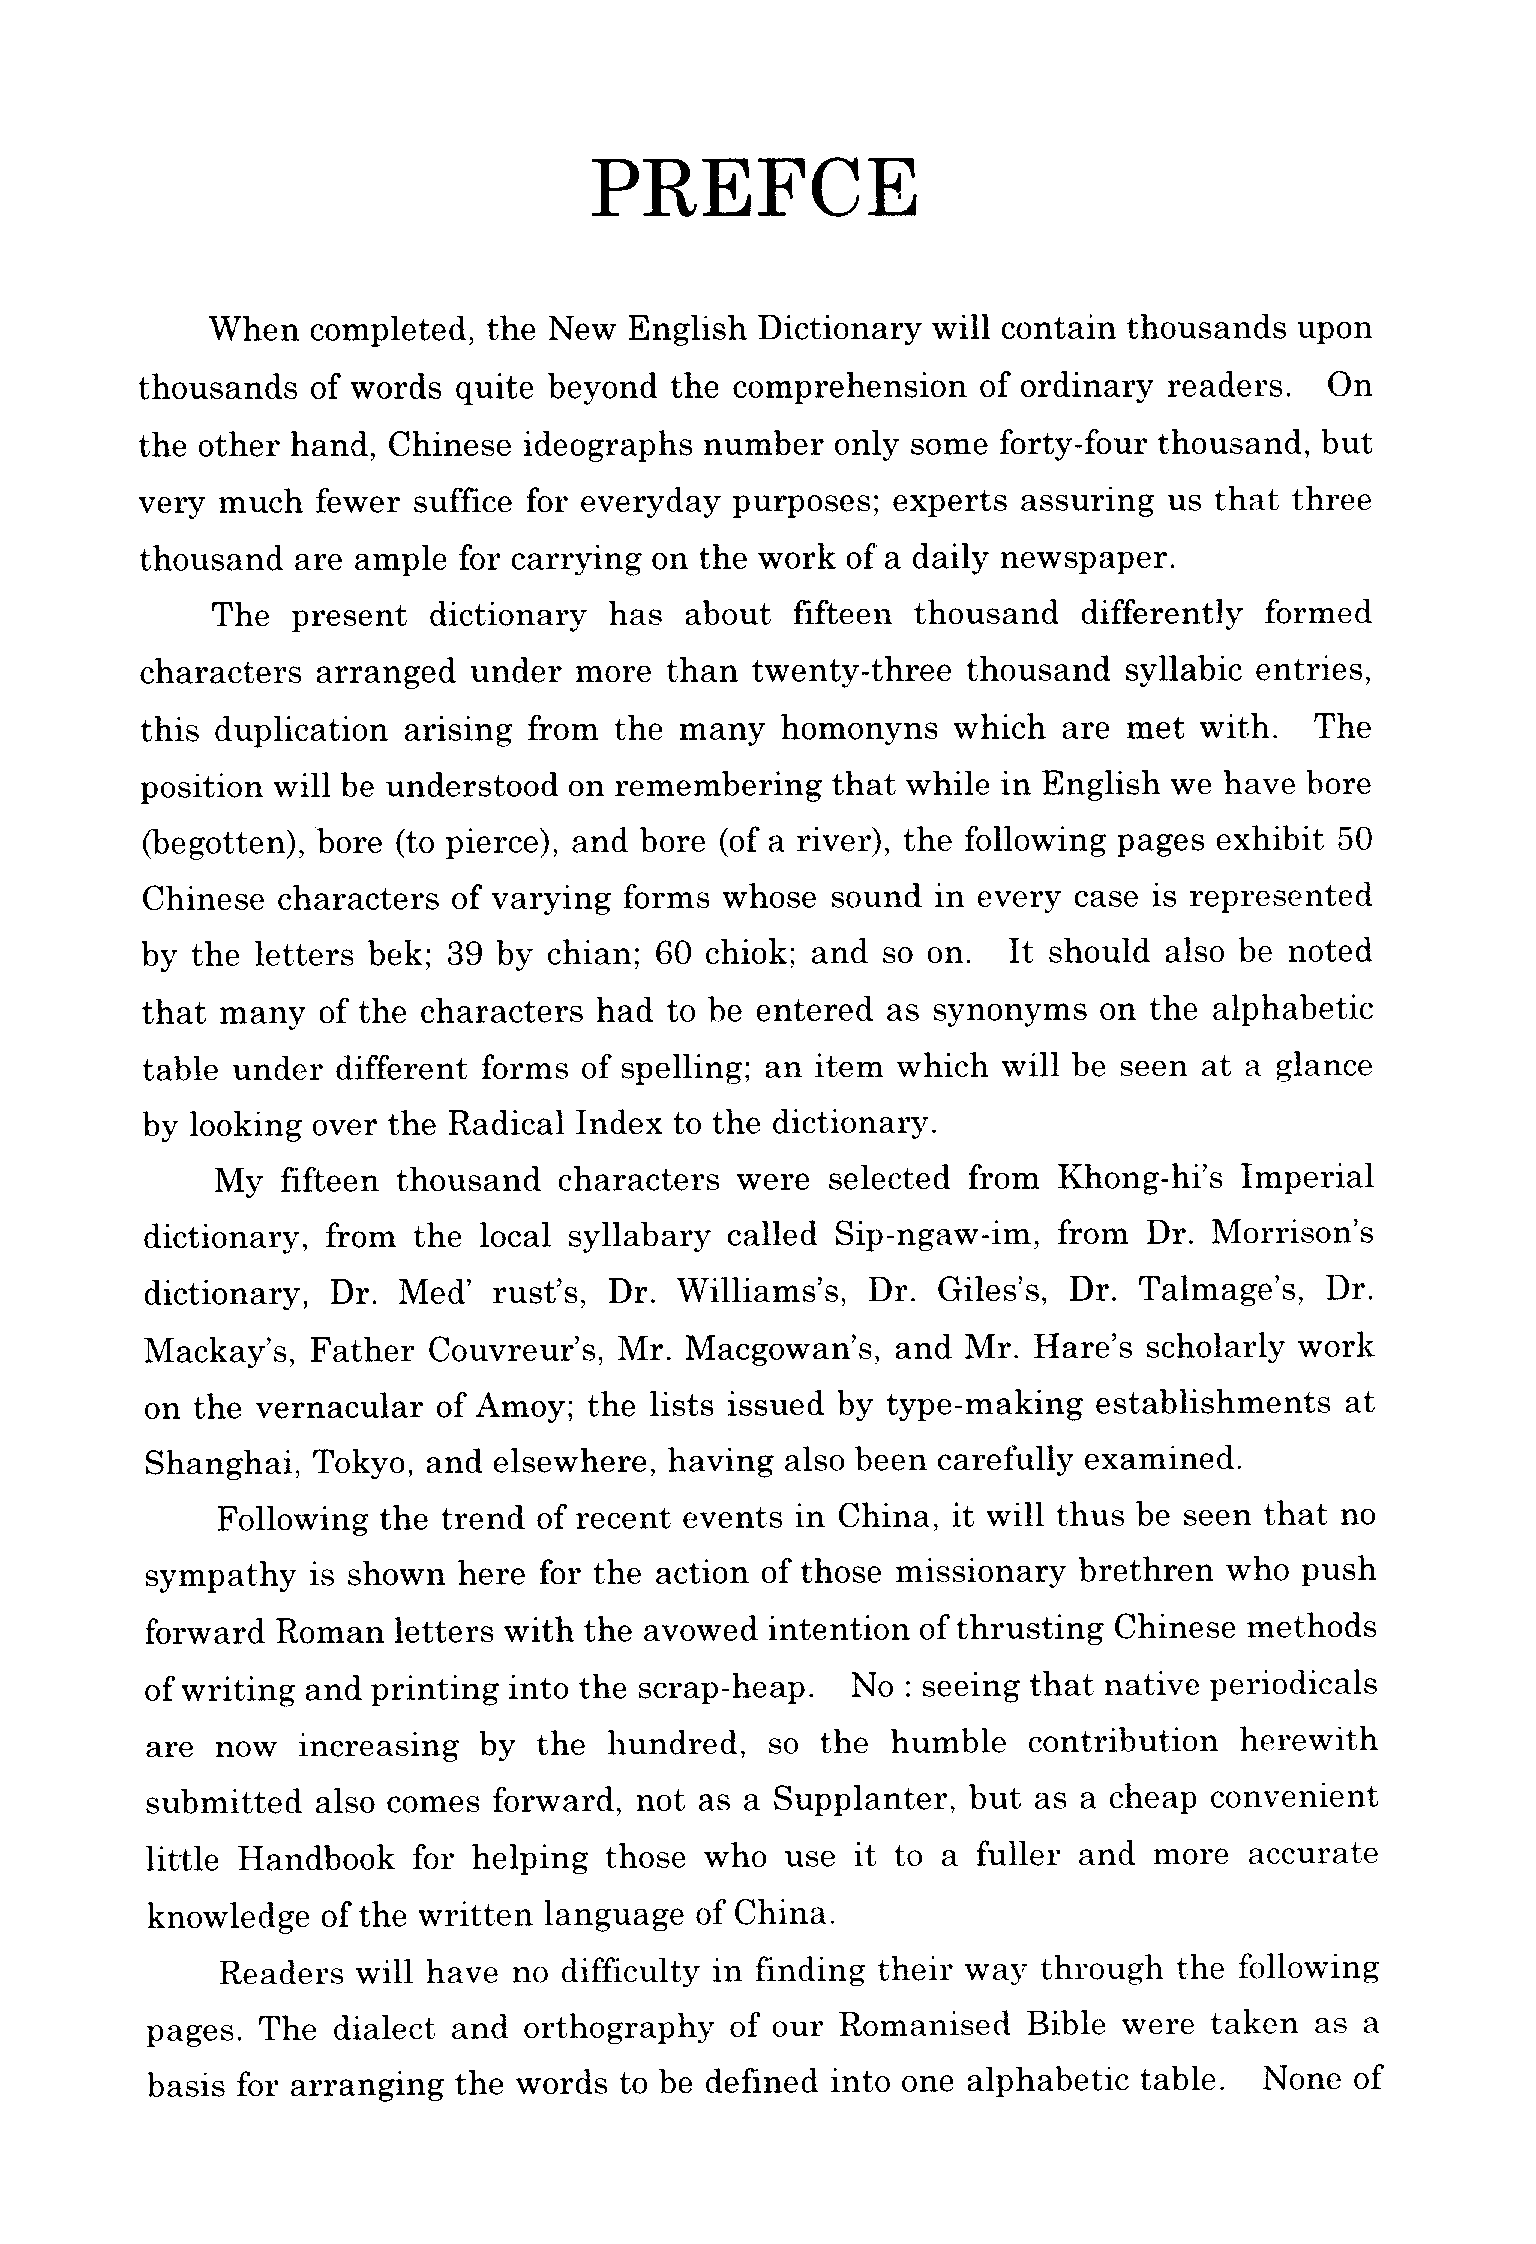 PREFCE
When completed, the New English Dictionary will contain thousands upon
thousands of words quite beyond the comprehension of ordinary readers. On
the other hand, Chinese ideographs number only some forty-four thousand, but
very much fewer suffice for everyday purposes; experts assuring us that three
thousand are ample for carrying on the work of a daily newspaper.
The present dictionary has about fifteen thousand differently formed
characters arranged under more than twenty-three thousand syllabic entries,
this duplication arising from the many homonyns which are met with. The
position will be understood on remembering that while in English we have bore
(begotten), bore (to pierce), and bore (of a river), the following pages exhibit 50
Chinese characters of varying forms whose sound in every case is represented
by the letters bek; 39 by chian; 60 chiok; and so on. It should also be noted
that many of the characters had to be entered as synonyms on the alphabetic
table under different forms of spelling; an item which will be seen at a glance
by looking over the Radical Index to the dictionary.
My fifteen thousand characters were selected from Khong-hi's Imperial
dictionary, from the local syllabary called Sip-ngaw-im, from Dr. Morrison's
dictionary, Dr. Med' rust's, Dr. Williams's, Dr. Giles's, Dr. Talmage's, Dr.
Mackay's, Father Couvreur's, Mr. Macgowan's, and Mr. Hare's scholarly work
on the vernacular of Amoy; the lists issued by type-making establishments at
Shanghai, Tokyo, and elsewhere, having also been carefully examined.
Following the trend of recent events in China, it will thus be seen that no
sympathy is shown here for the action of those missionary brethren who push
forward Roman letters with the avowed intention of thrusting Chinese methods
of writing and printing into the scrap-heap. No : seeing that native periodicals
are now increasing by the hundred, so the humble contribution herewith
submitted also comes forward, not as a Supplanter, but as a cheap convenient
little Handbook for helping those who use it to a fuller and more accurate
knowledge of the written language of China.
Readers will have no difficulty in finding their way through the following
pages. The dialect and orthography of our Romanised Bible were taken as a
basis for arranging the words to be defined into one alphabetic table. None of